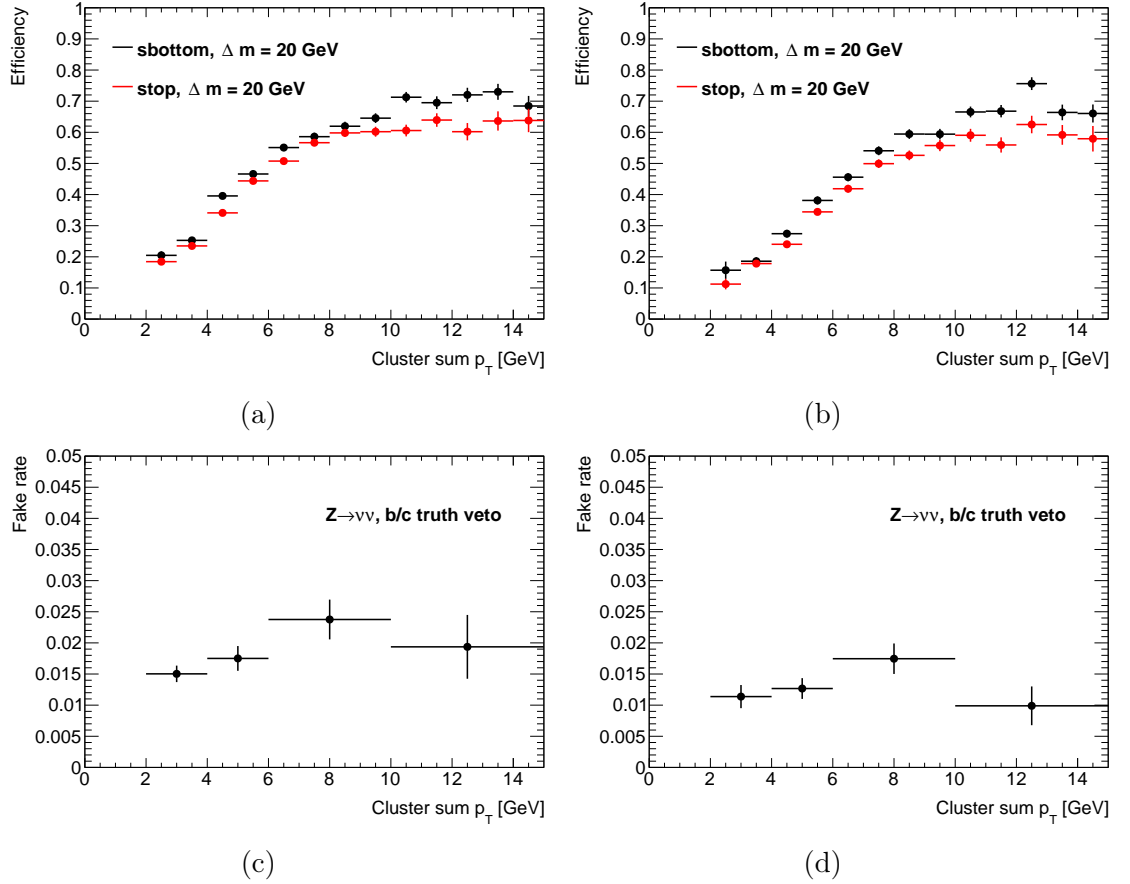 Efficiency
1
0.9
0.8
0.7
0.6
0.5
0.4
0.3
0.2
0.1
0
sbottom, Δ m = 20 GeV
stop, Δ m = 20 GeV
0 2 4 6 8 10 12 14
Cluster sum p_T [GeV]
(a)
Efficiency
1
0.9
0.8
0.7
0.6
0.5
0.4
0.3
0.2
0.1
0
sbottom, Δ m = 20 GeV
stop, Δ m = 20 GeV
0 2 4 6 8 10 12 14
Cluster sum p_T [GeV]
(b)
Fake rate
0.05
0.045
0.04
0.035
0.03
0.025
0.02
0.015
0.01
0.005
0
Z→νν, b/c truth veto
0 2 4 6 8 10 12 14
Cluster sum p_T [GeV]
(c)
Fake rate
0.05
0.045
0.04
0.035
0.03
0.025
0.02
0.015
0.01
0.005
0
Z→νν, b/c truth veto
0 2 4 6 8 10 12 14
Cluster sum p_T [GeV]
(d)